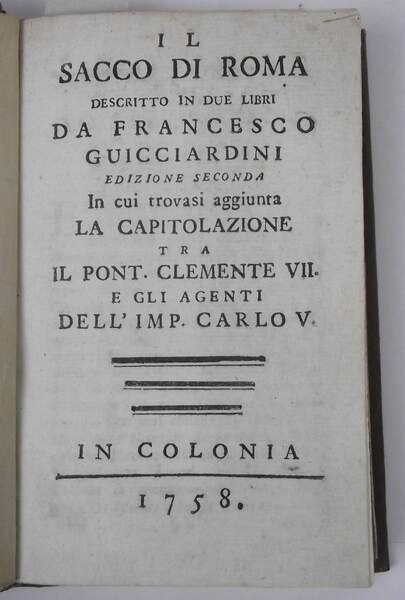 IL
SACCO DI ROMA
DESCRITTO IN DUE LIBRI
DA FRANCESCO
GUICCIARDINI
EDIZIONE SECONDA
In cui trovasi aggiunta
LA CAPITOLAZIONE
TRA
IL PONT. CLEMENTE VII.
E GLI AGENTI
DELL' IMP. CARLO V.
IN COLONIA
1758.